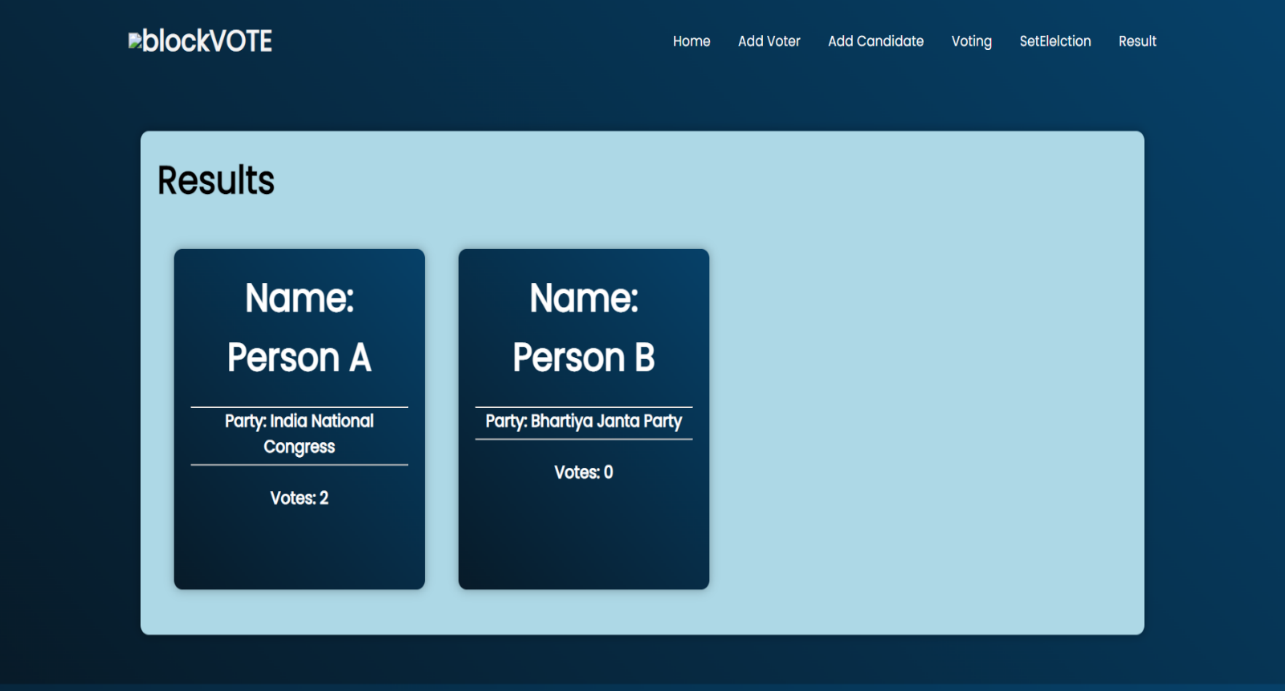 blockVOTE
Home Add Voter Add Candidate Voting SetElelction Result
Results
Name:
Person A
Party: India National
Congress
Votes: 2
Name:
Person B
Party: Bhartiya Janta Party
Votes: 0